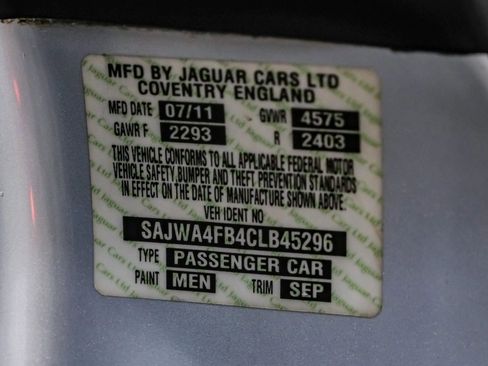 MFD BY JAGUAR CARS LTD
COVENTRY ENGLAND
MFD DATE 07/11 GVWR 4575
GAWR F 2293 R 2403
THIS VEHICLE CONFORMS TO ALL APPLICABLE FEDERAL MOTOR
VEHICLE SAFETY, BUMPER AND THEFT PREVENTION STANDARDS
IN EFFECT ON THE DATE OF MANUFACTURE SHOWN ABOVE.
VEH IDENT NO
SAJWA4FB4CLB45296
TYPE PASSENGER CAR
PAINT MEN TRIM SEP